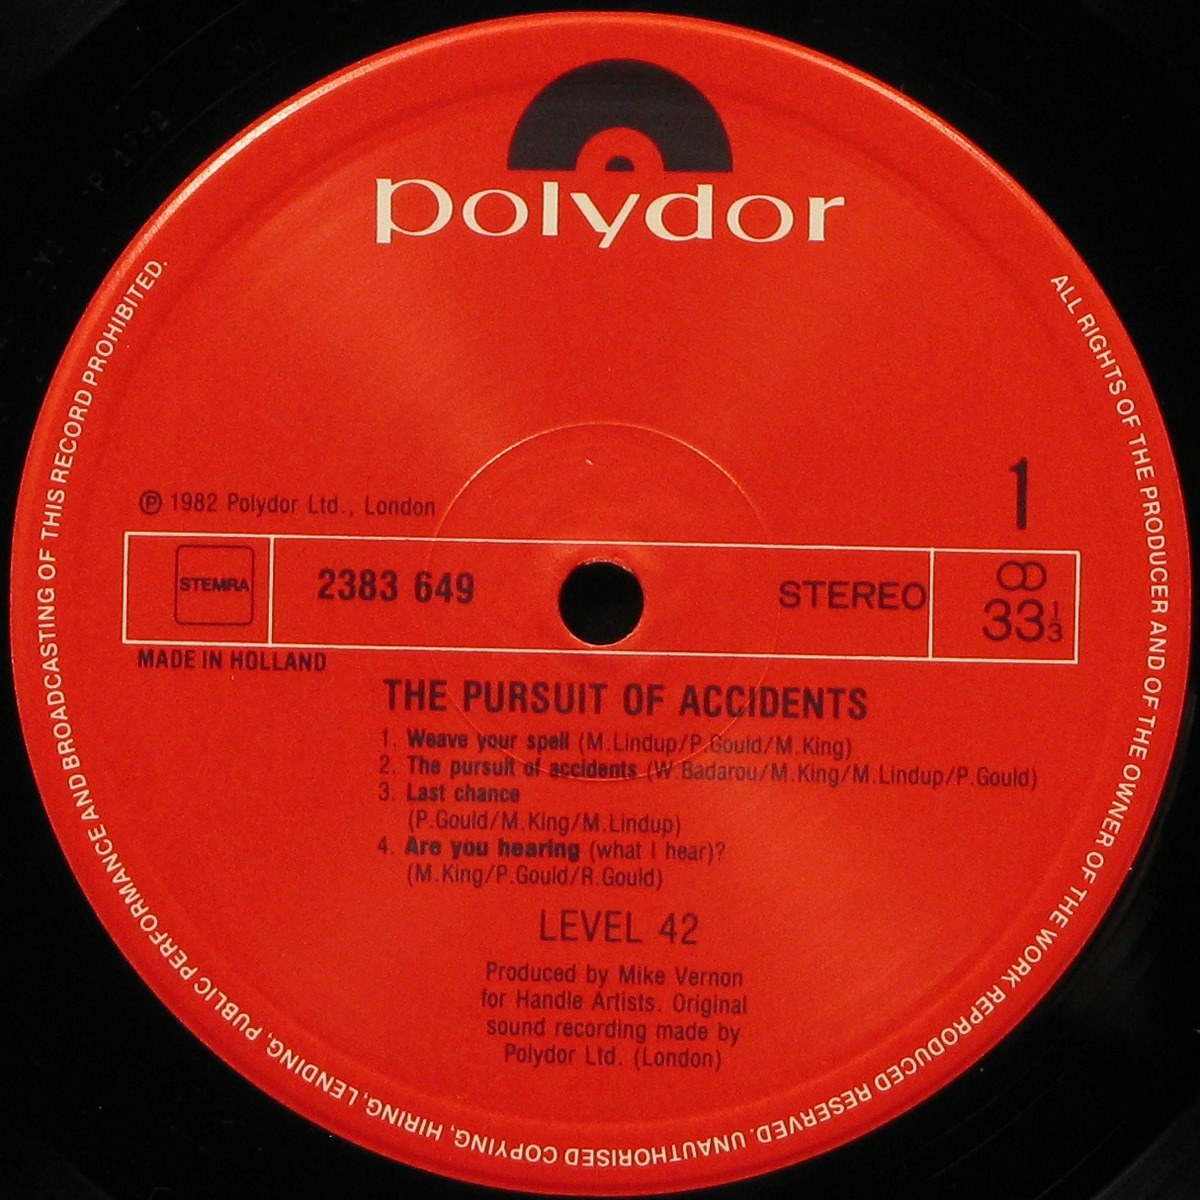 polydor
ALL RIGHTS OF THE PRODUCER AND OF THE OWNER OF THE WORK REPRODUCED RESERVED. UNAUTHORISED COPYING, HIRING, LENDING, PUBLIC PERFORMANCE AND BROADCASTING OF THIS RECORD PROHIBITED.
1
℗ 1982 Polydor Ltd., London
STEMRA 2383 649 STEREO 33 1/3
MADE IN HOLLAND
THE PURSUIT OF ACCIDENTS
1. Weave your spell (M.Lindup/P.Gould/M.King)
2. The pursuit of accidents (W.Badarou/M.King/M.Lindup/P.Gould)
3. Last chance
(P.Gould/M.King/M.Lindup)
4. Are you hearing (what I hear)?
(M.King/P.Gould/R.Gould)
LEVEL 42
Produced by Mike Vernon
for Handle Artists. Original
sound recording made by
Polydor Ltd. (London)